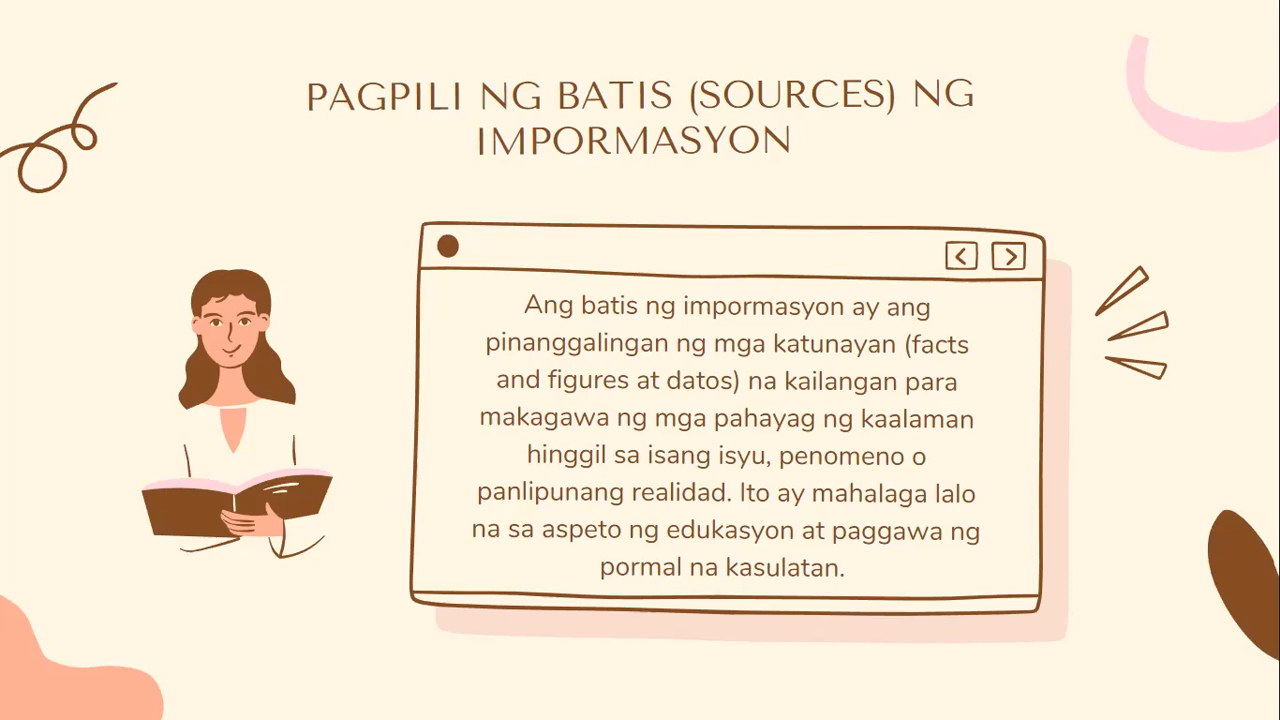 PAGPILI NG BATIS (SOURCES) NG
IMPORMASYON
Ang batis ng impormasyon ay ang
pinanggalingan ng mga katunayan (facts
and figures at datos) na kailangan para
makagawa ng mga pahayag ng kaalaman
hinggil sa isang isyu, penomeno o
panlipunang realidad. Ito ay mahalaga lalo
na sa aspeto ng edukasyon at paggawa ng
pormal na kasulatan.